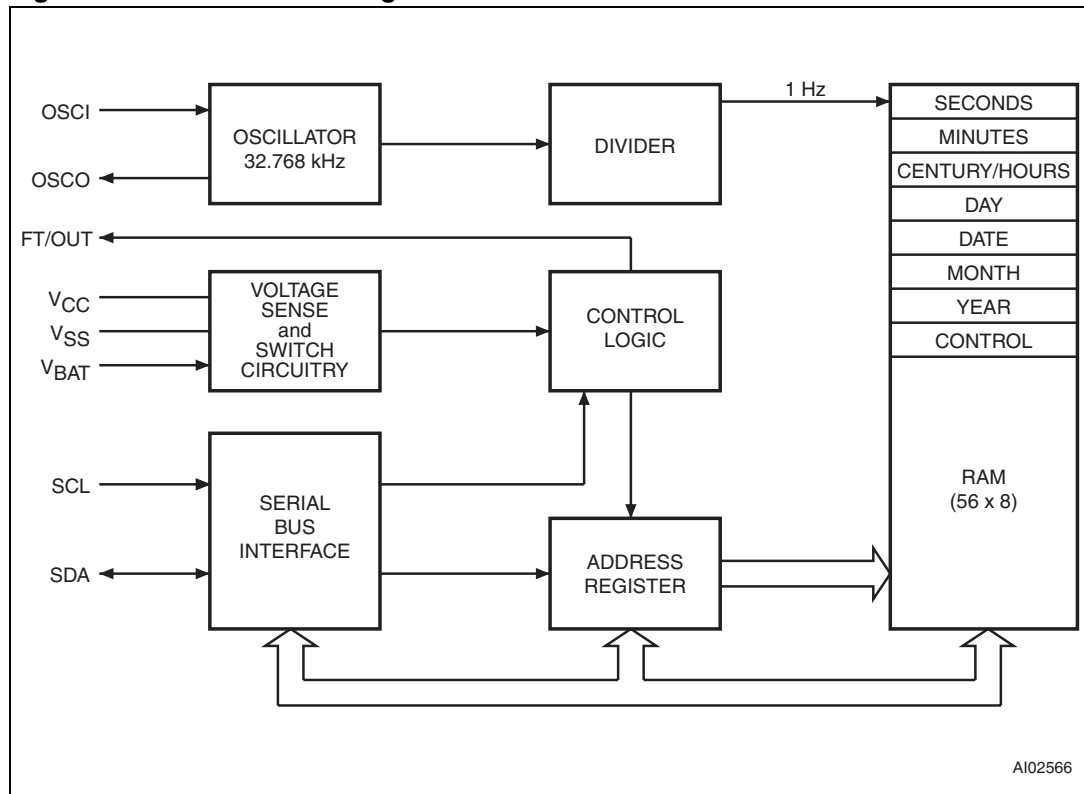 OSCI
OSCO
FT/OUT
VCC
VSS
VBAT
SCL
SDA
OSCILLATOR
32.768 kHz
DIVIDER
1 Hz
VOLTAGE
SENSE
and
SWITCH
CIRCUITRY
CONTROL
LOGIC
SERIAL
BUS
INTERFACE
ADDRESS
REGISTER
SECONDS
MINUTES
CENTURY/HOURS
DAY
DATE
MONTH
YEAR
CONTROL
RAM
(56 x 8)
AI02566